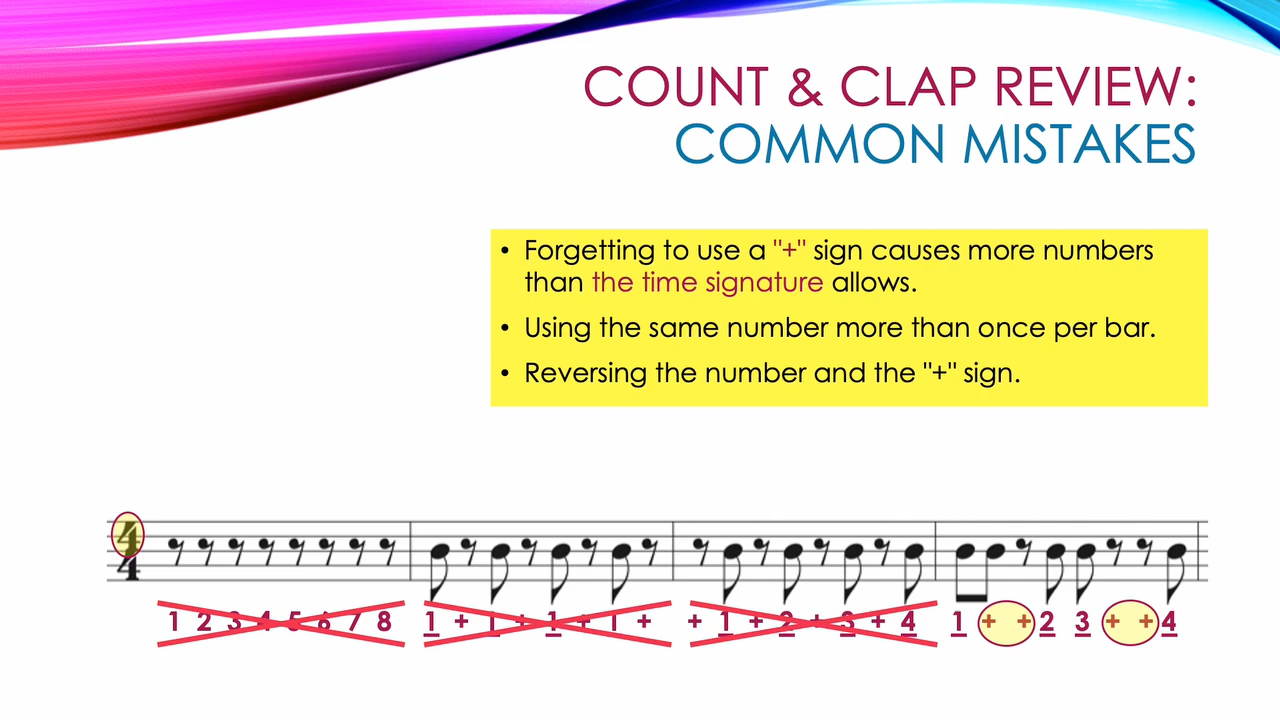 COUNT & CLAP REVIEW:
COMMON MISTAKES
• Forgetting to use a "+" sign causes more numbers
than the time signature allows.
• Using the same number more than once per bar.
• Reversing the number and the "+" sign.
4
4
1 2 3 4 5 6 7 8 1 + 1 + 1 + 1 + + 1 + 2 + 3 + 4 1 + + 2 3 + + 4